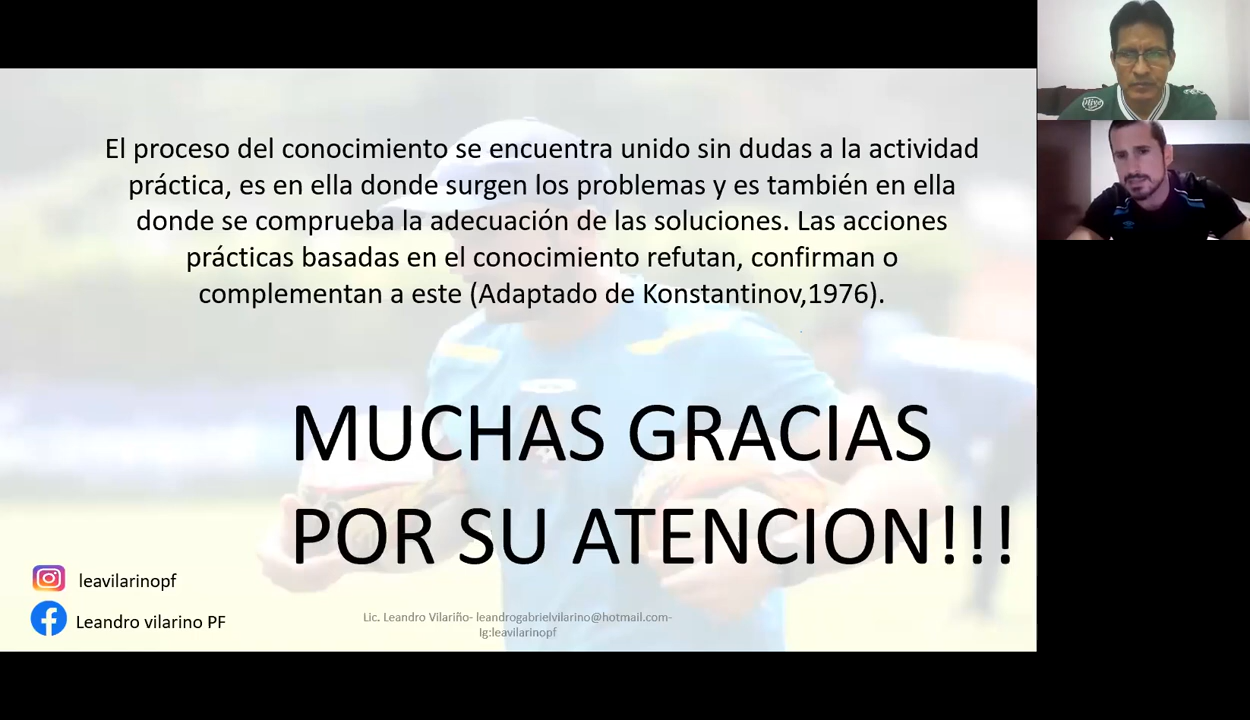 El proceso del conocimiento se encuentra unido sin dudas a la actividad
práctica, es en ella donde surgen los problemas y es también en ella
donde se comprueba la adecuación de las soluciones. Las acciones
prácticas basadas en el conocimiento refutan, confirman o
complementan a este (Adaptado de Konstantinov,1976).
MUCHAS GRACIAS
POR SU ATENCION!!!
leavilarinopf
Leandro vilarino PF
Lic. Leandro Vilariño- leandrogabrielvilarino@hotmail.com-
Ig:leavilarinopf